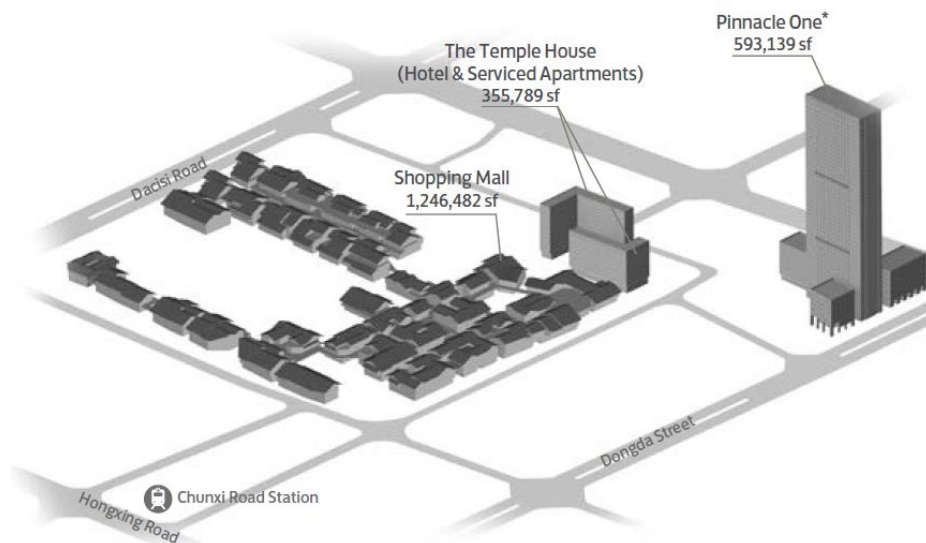 Pinnacle One*
593,139 sf
The Temple House
(Hotel & Serviced Apartments)
355,789 sf
Dacisi Road
Shopping Mall
1,246,482 sf
Dongda Street
Chunxi Road Station
Hongxing Road